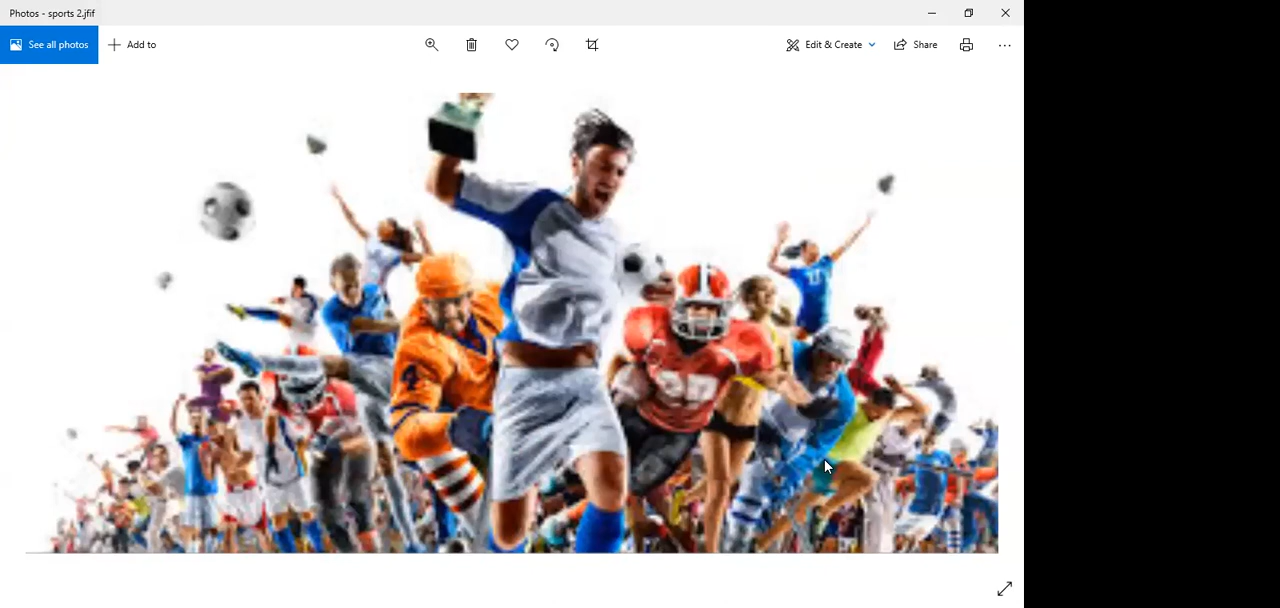 Photos - sports 2.jfif
See all photos
Add to
Edit & Create
Share